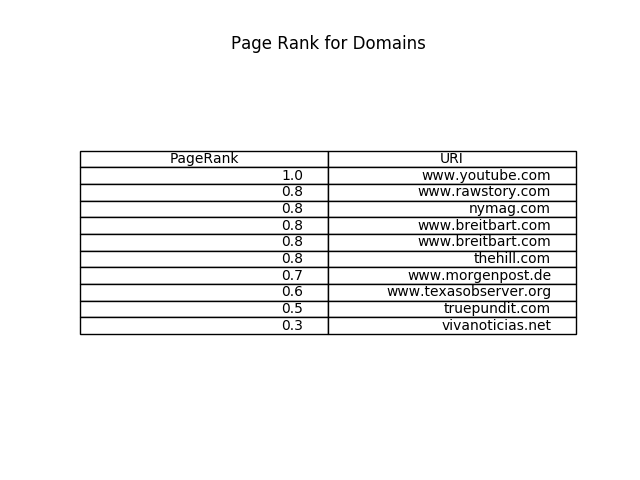 Page Rank for Domains
PageRank URI
1.0 www.youtube.com
0.8 www.rawstory.com
0.8 nymag.com
0.8 www.breitbart.com
0.8 www.breitbart.com
0.8 thehill.com
0.7 www.morgenpost.de
0.6 www.texasobserver.org
0.5 truepundit.com
0.3 vivanoticias.net